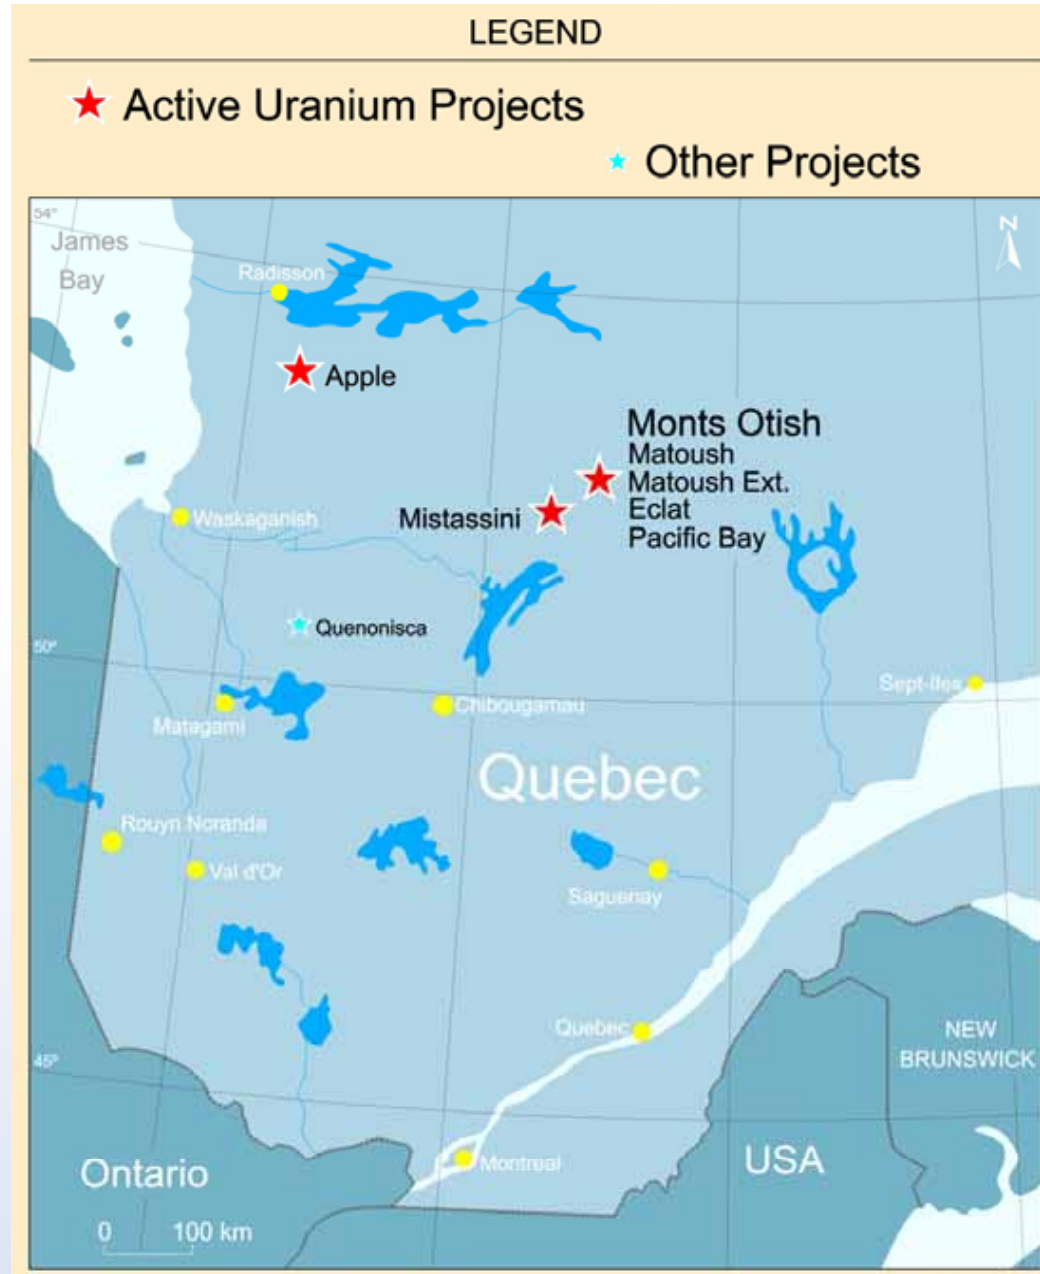 LEGEND
Active Uranium Projects
Other Projects
54°
James
Bay
N
Radisson
Apple
Monts Otish
Matoush
Matoush Ext.
Eclat
Pacific Bay
Mistassini
Waskaganish
Quenonisca
50°
Sept-Iles
Matagami
Chibougamau
Quebec
Rouyn Noranda
Val d'Or
Saguenay
Quebec
NEW
BRUNSWICK
45°
Montreal
USA
Ontario
0 100 km